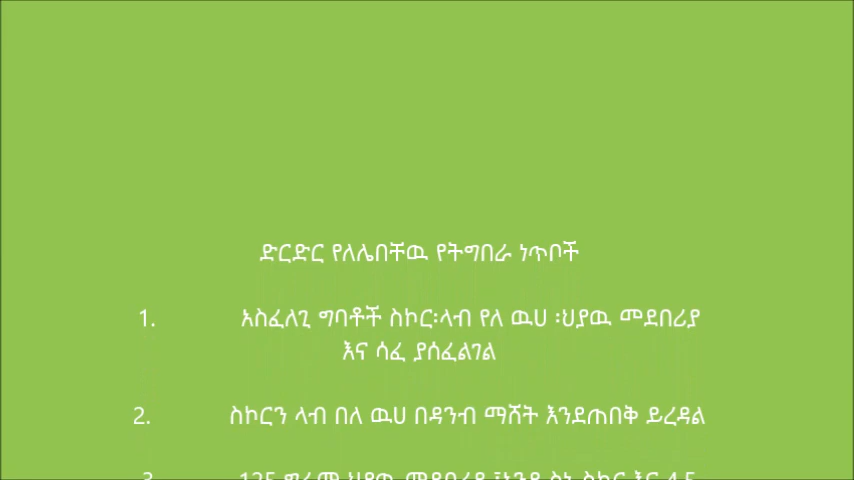 ድርድር የለሌበቸዉ የትግበራ ነጥቦች
1. አስፈለጊ ግባቶች ስኮር፡ላብ የለ ዉሀ ፡ህያዉ መደበሪያ
እና ሳፈ ያሰፈልገል
2. ስኮርን ላብ በለ ዉሀ በዳንብ ማሸት እንደጠበቅ ይረዳል